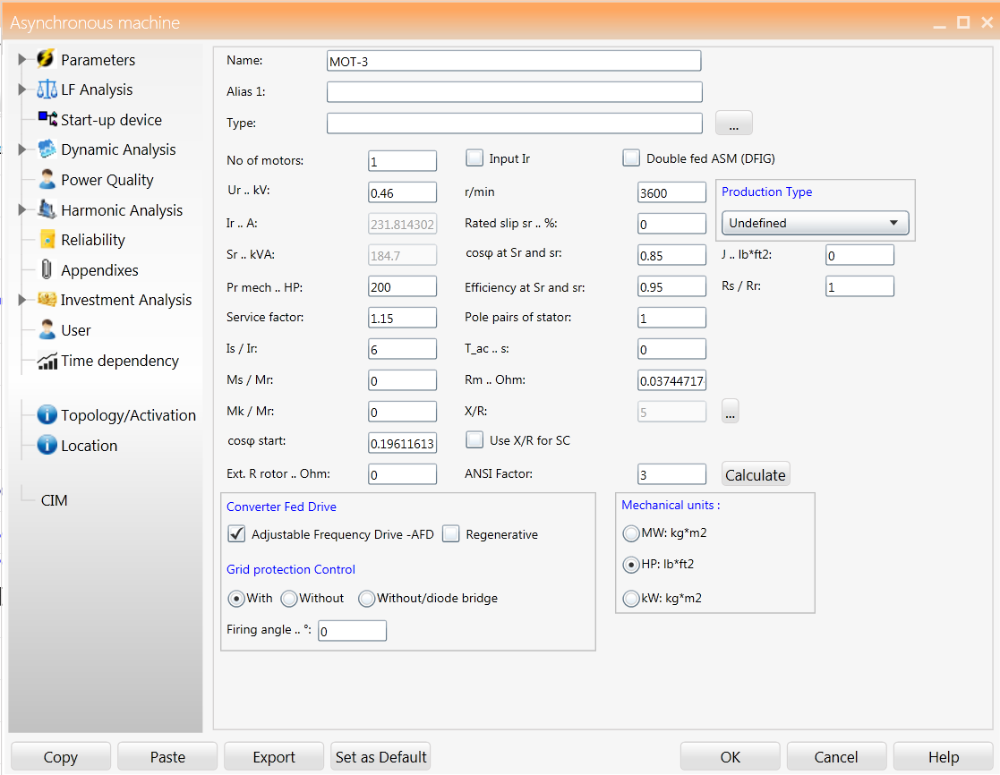 Asynchronous machine
Parameters
LF Analysis
Start-up device
Dynamic Analysis
Power Quality
Harmonic Analysis
Reliability
Appendixes
Investment Analysis
User
Time dependency
Topology/Activation
Location
CIM
Name: MOT-3
Alias 1:
Type: ...
No of motors: 1 Input Ir Double fed ASM (DFIG)
Ur .. kV: 0.46 r/min 3600 Production Type
Ir .. A: 231.814302 Rated slip sr .. %: 0 Undefined
Sr .. kVA: 184.7 cosφ at Sr and sr: 0.85 J .. lb*ft2: 0
Pr mech .. HP: 200 Efficiency at Sr and sr: 0.95 Rs / Rr: 1
Service factor: 1.15 Pole pairs of stator: 1
Is / Ir: 6 T_ac .. s: 0
Ms / Mr: 0 Rm .. Ohm: 0.03744717
Mk / Mr: 0 X/R: 5 ...
cosφ start: 0.19611613 Use X/R for SC
Ext. R rotor .. Ohm: 0 ANSI Factor: 3 Calculate
Converter Fed Drive
Adjustable Frequency Drive -AFD Regenerative
Grid protection Control
With Without Without/diode bridge
Firing angle .. °: 0
Mechanical units :
MW: kg*m2
HP: lb*ft2
kW: kg*m2
Copy Paste Export Set as Default OK Cancel Help